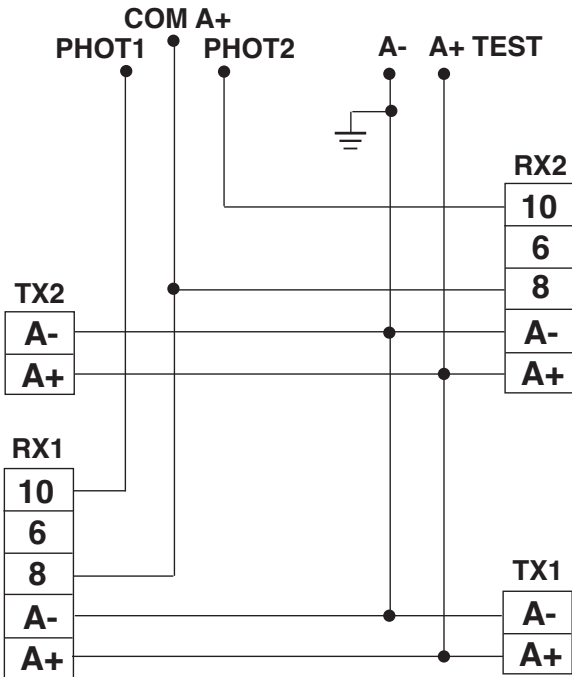 COM A+
PHOT1
PHOT2
A-
A+ TEST
RX2
10
6
8
A-
A+
TX2
A-
A+
RX1
10
6
8
A-
A+
TX1
A-
A+